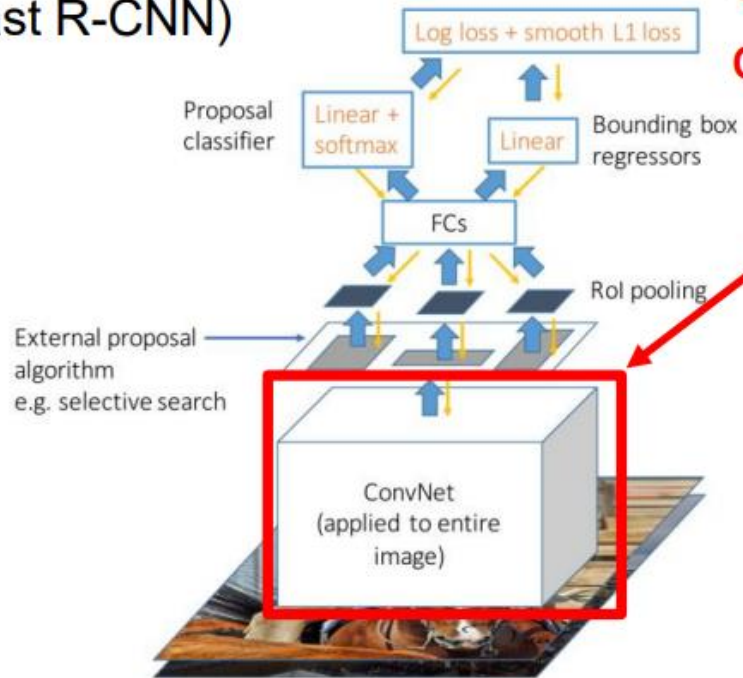 st R-CNN)
Log loss + smooth L1 loss
Proposal
classifier
Linear +
softmax
Linear
Bounding box
regressors
FCs
RoI pooling
External proposal
algorithm
e.g. selective search
ConvNet
(applied to entire
image)